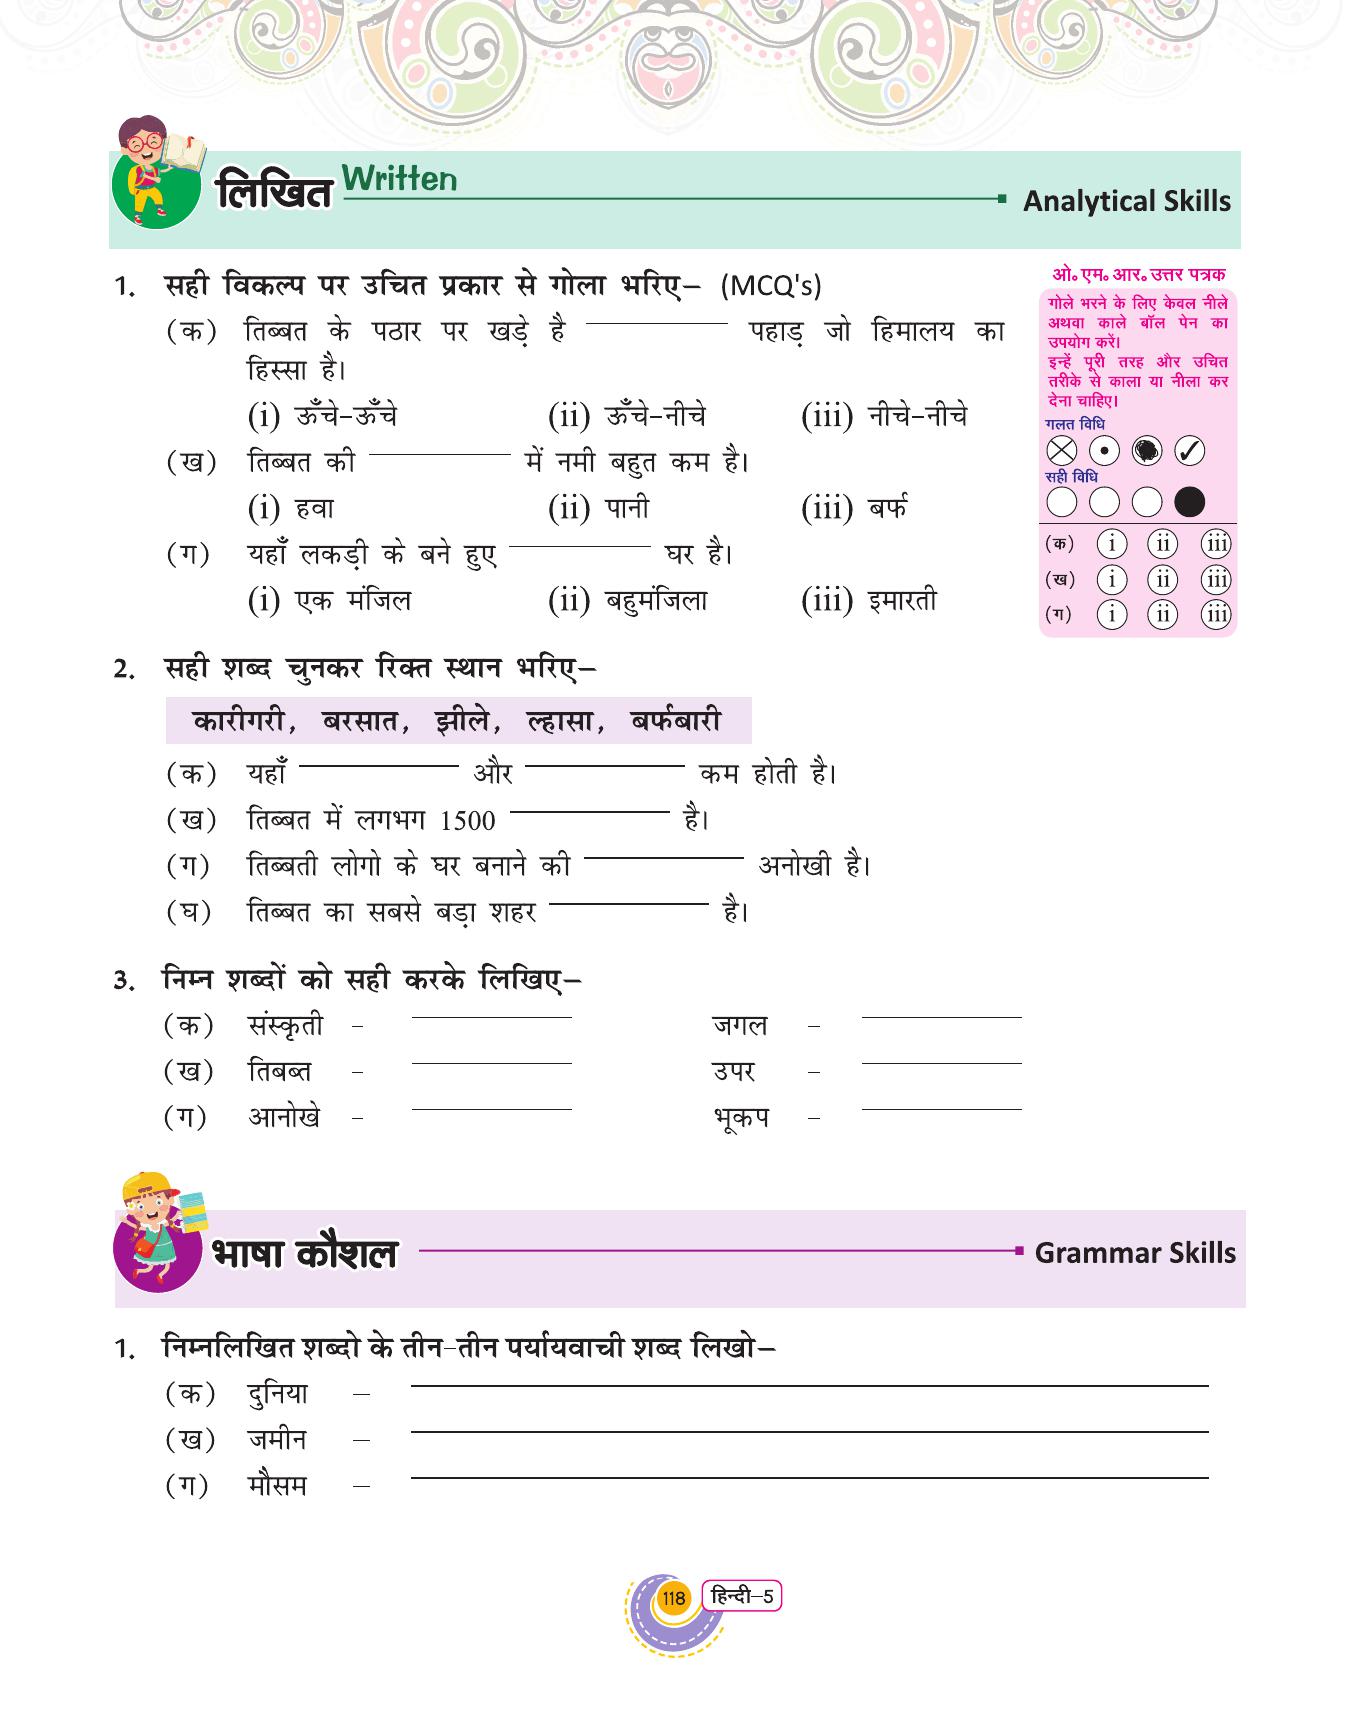 लिखित Written
Analytical Skills
1. सही विकल्प पर उचित प्रकार से गोला भरिए– (MCQ's)
(क) तिब्बत के पठार पर खड़े है ________ पहाड़ जो हिमालय का
हिस्सा है।
(i) ऊँचे-ऊँचे (ii) ऊँचे-नीचे (iii) नीचे-नीचे
(ख) तिब्बत की ________ में नमी बहुत कम है।
(i) हवा (ii) पानी (iii) बर्फ
(ग) यहाँ लकड़ी के बने हुए ________ घर है।
(i) एक मंजिल (ii) बहुमंजिला (iii) इमारती
ओ॰ एम॰ आर॰ उत्तर पत्रक
गोले भरने के लिए केवल नीले
अथवा काले बॉल पेन का
उपयोग करें।
इन्हें पूरी तरह और उचित
तरीके से काला या नीला कर
देना चाहिए।
गलत विधि
सही विधि
(क) i ii iii
(ख) i ii iii
(ग) i ii iii
2. सही शब्द चुनकर रिक्त स्थान भरिए–
कारीगरी, बरसात, झीले, ल्हासा, बर्फबारी
(क) यहाँ ________ और ________ कम होती है।
(ख) तिब्बत में लगभग 1500 ________ है।
(ग) तिब्बती लोगो के घर बनाने की ________ अनोखी है।
(घ) तिब्बत का सबसे बड़ा शहर ________ है।
3. निम्न शब्दों को सही करके लिखिए–
(क) संस्कृती - ________ जगल - ________
(ख) तिबब्त - ________ उपर - ________
(ग) आनोखे - ________ भूकप - ________
भाषा कौशल
Grammar Skills
1. निम्नलिखित शब्दो के तीन-तीन पर्यायवाची शब्द लिखो–
(क) दुनिया – ________
(ख) जमीन – ________
(ग) मौसम – ________
118 हिन्दी–5